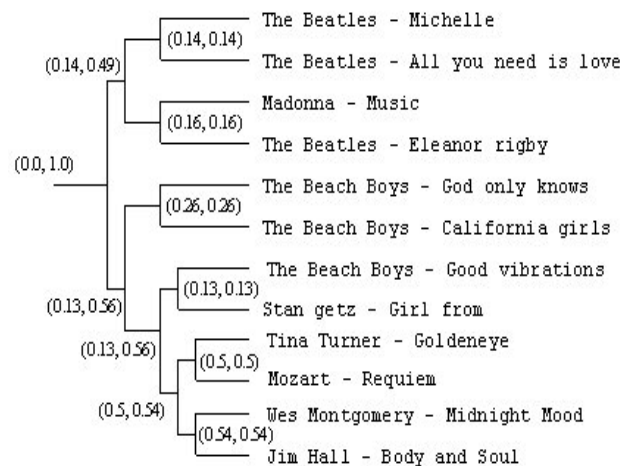 The Beatles - Michelle
(0.14, 0.14)
(0.14, 0.49)
The Beatles - All you need is love
Madonna - Music
(0.16, 0.16)
The Beatles - Eleanor rigby
(0.0, 1.0)
The Beach Boys - God only knows
(0.26, 0.26)
The Beach Boys - California girls
The Beach Boys - Good vibrations
(0.13, 0.13)
(0.13, 0.56)
Stan getz - Girl from
Tina Turner - Goldeneye
(0.13, 0.56)
(0.5, 0.5)
Mozart - Requiem
(0.5, 0.54)
Wes Montgomery - Midnight Mood
(0.54, 0.54)
Jim Hall - Body and Soul